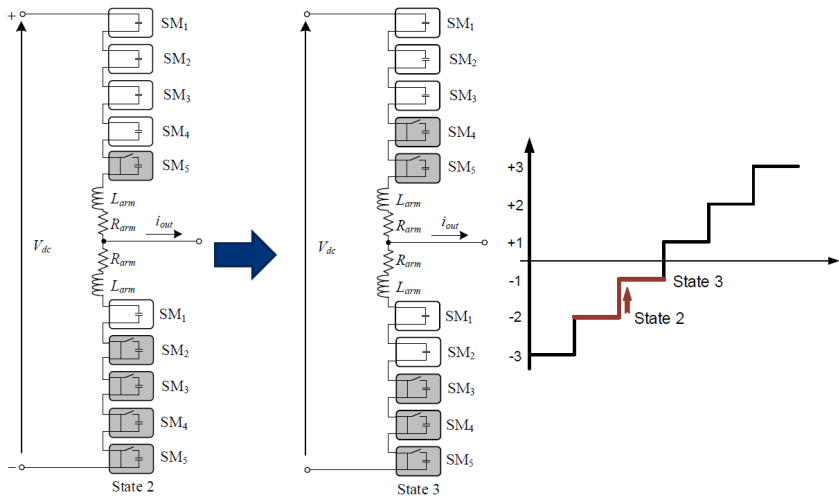 +
SM1
SM2
SM3
SM4
SM5
Larm
Rarm
iout
Vdc
Rarm
Larm
SM1
SM2
SM3
SM4
SM5
−
State 2
SM1
SM2
SM3
SM4
SM5
Larm
Rarm
iout
Vdc
Rarm
Larm
SM1
SM2
SM3
SM4
SM5
State 3
+3
+2
+1
-1
State 3
-2
State 2
-3